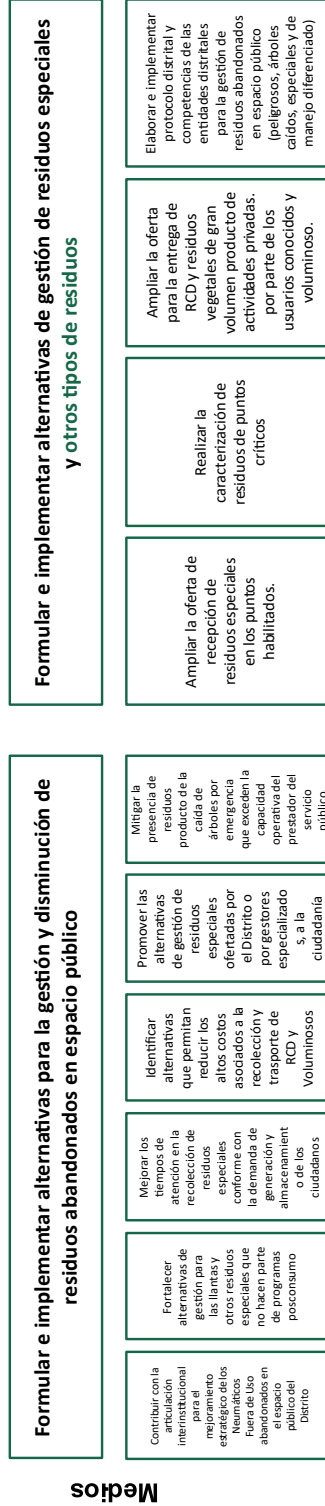 Medios
Formular e implementar alternativas para la gestión y disminución de
residuos abandonados en espacio público
Contribuir con la
articulación
interinstitucional
para el
mejoramiento
estratégico de los
Neumáticos
Fuera de Uso
abandonados en
el espacio
público del
Distrito
Fortalecer
alternativas de
gestión para
las llantas y
otros residuos
especiales que
no hacen parte
de programas
posconsumo
Mejorar los
tiempos de
atención en la
recolección de
residuos
especiales
conforme con
la demanda de
generación y
almacenamient
o de los
ciudadanos
Identificar
alternativas
que permitan
reducir los
altos costos
asociados a la
recolección y
trasporte de
RCD y
Voluminosos
Promover las
alternativas
de gestión de
residuos
especiales
ofertadas por
el Distrito o
por gestores
especializado
s, a la
ciudadanía
Mitigar la
presencia de
residuos
producto de la
caída de
árboles por
emergencia
que exceden la
capacidad
operativa del
prestador del
servicio
público
Formular e implementar alternativas de gestión de residuos especiales
y otros tipos de residuos
Ampliar la oferta de
recepción de
residuos especiales
en los puntos
habilitados.
Realizar la
caracterización de
residuos de puntos
críticos
Ampliar la oferta
para la entrega de
RCD y residuos
vegetales de gran
volumen producto de
actividades privadas.
por parte de los
usuarios conocidos y
voluminoso.
Elaborar e implementar
protocolo distrital y
competencias de las
entidades distritales
para la gestión de
residuos abandonados
en espacio público
(peligrosos, árboles
caídos, especiales y de
manejo diferenciado)